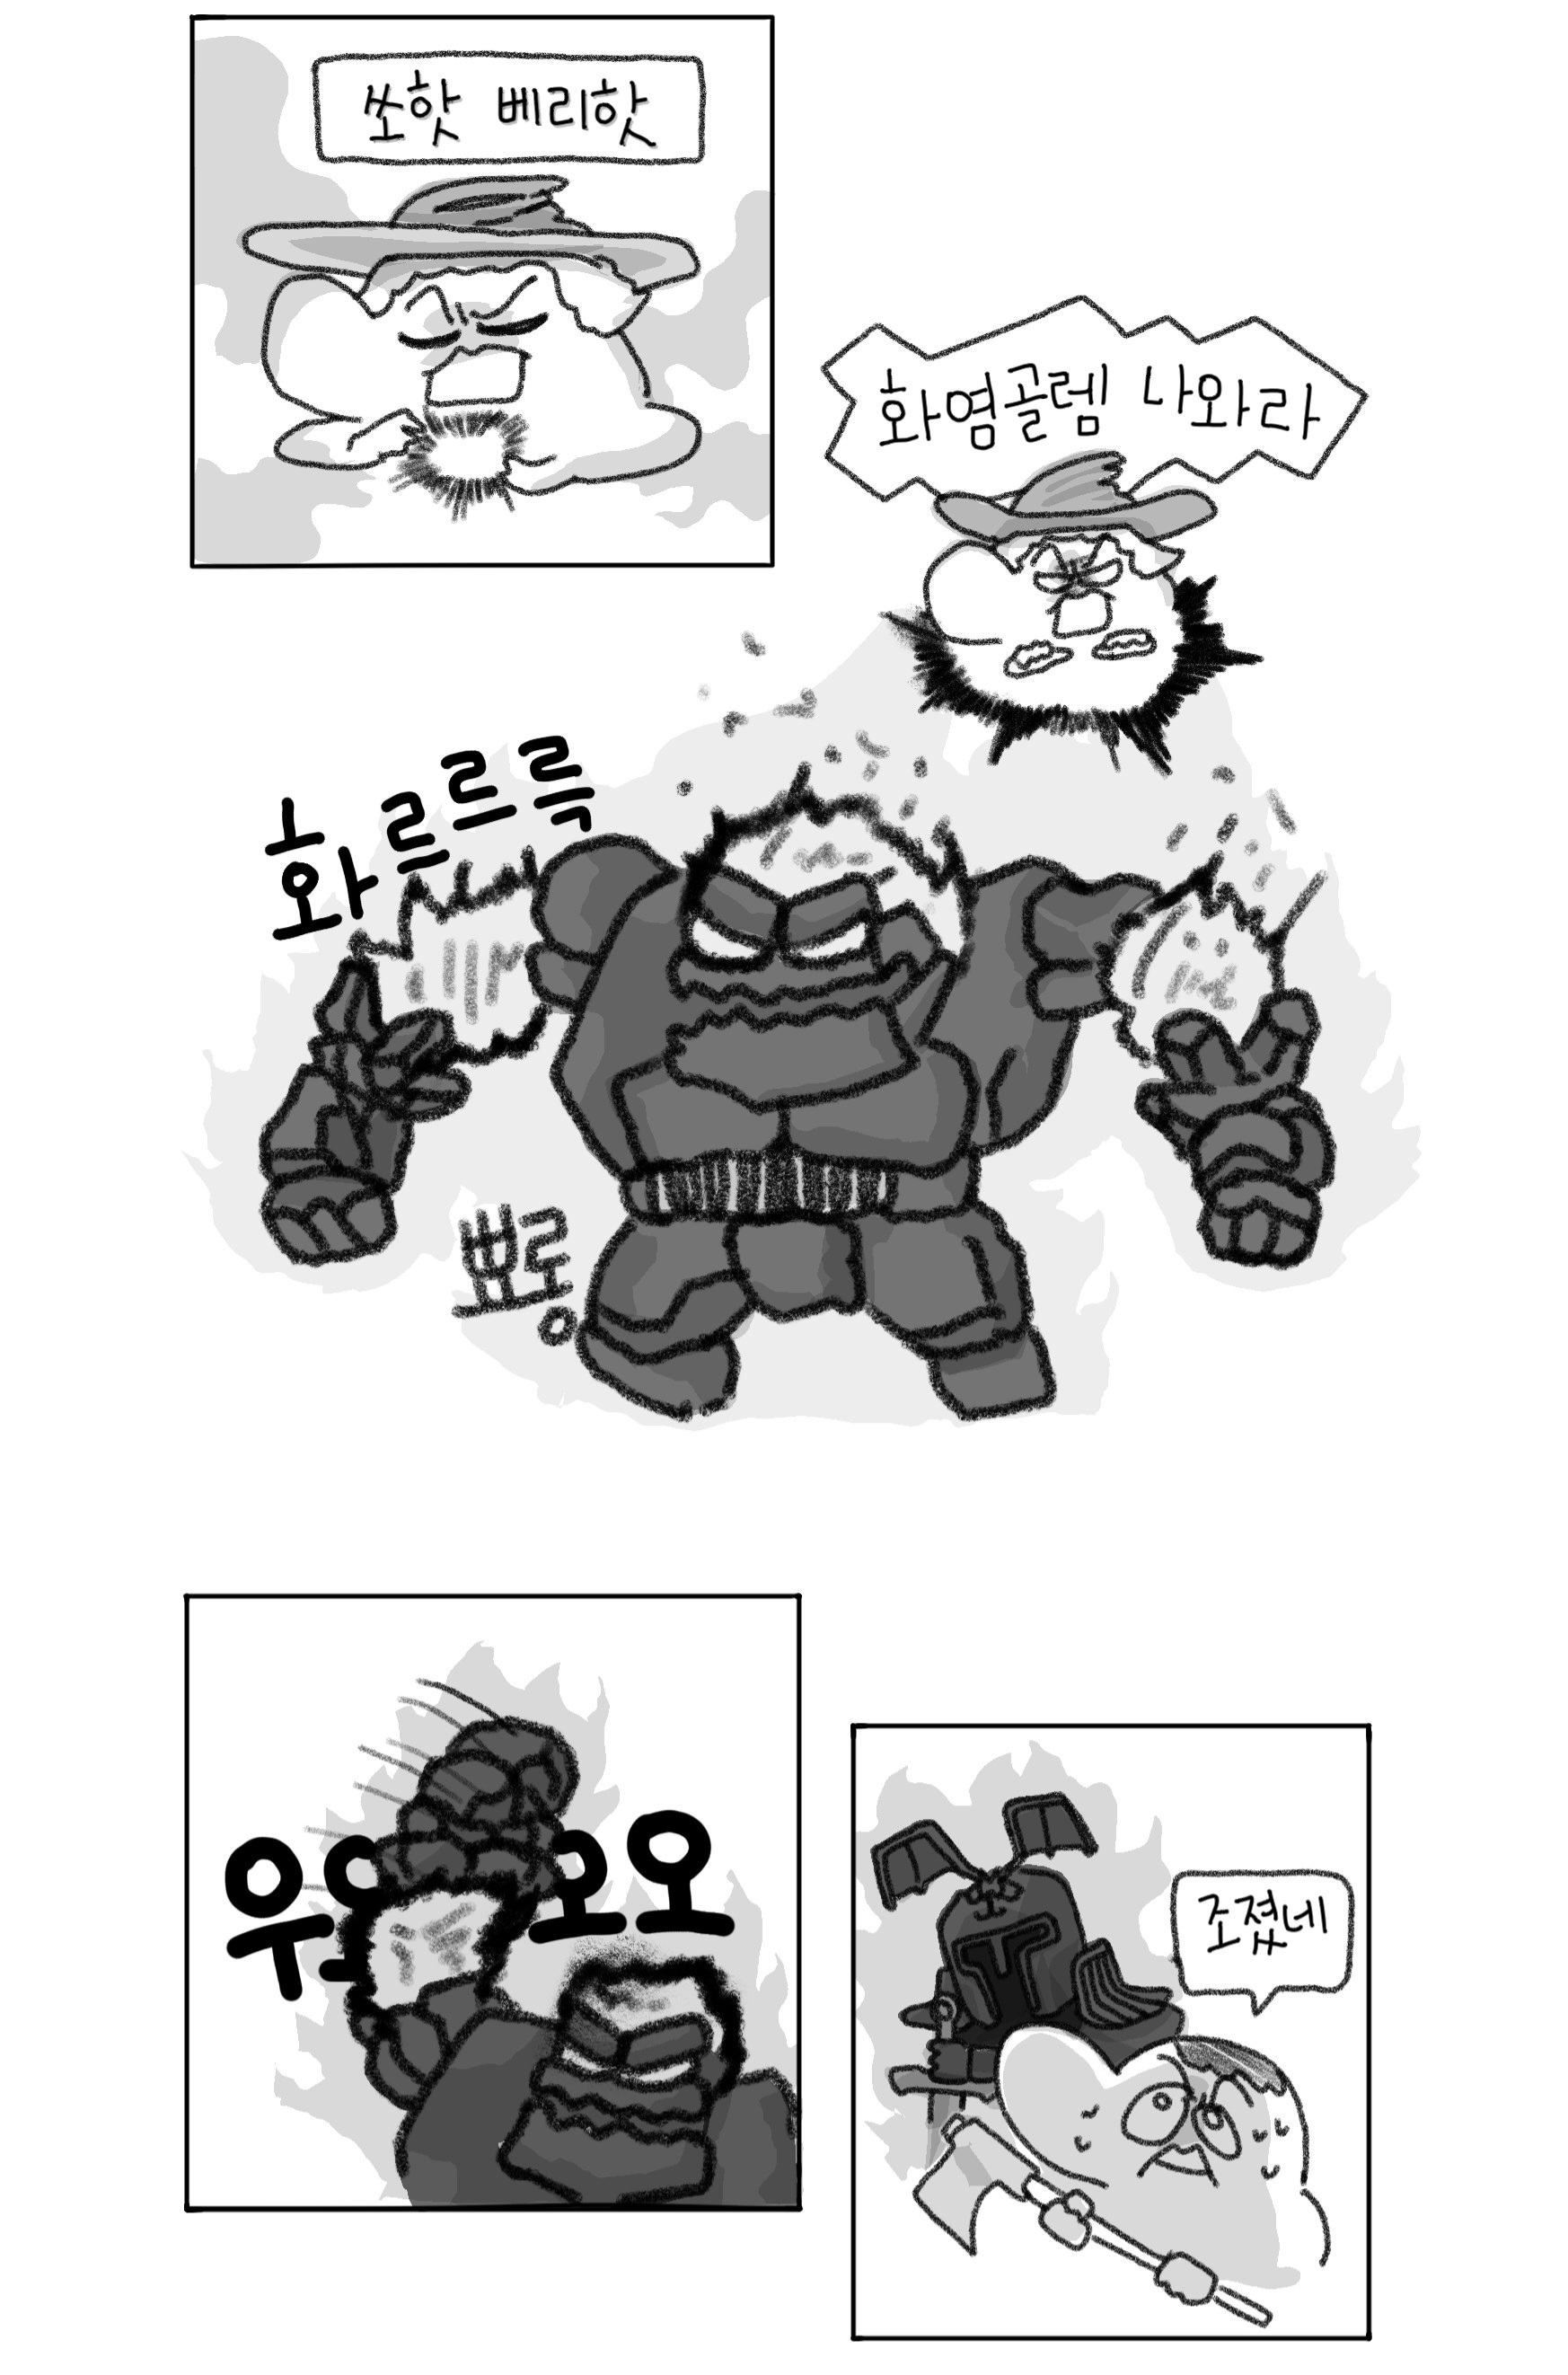 쏘핫 베리핫
화염골렘 나와라
화르르륵
뾰롱
우오오오
조졌네